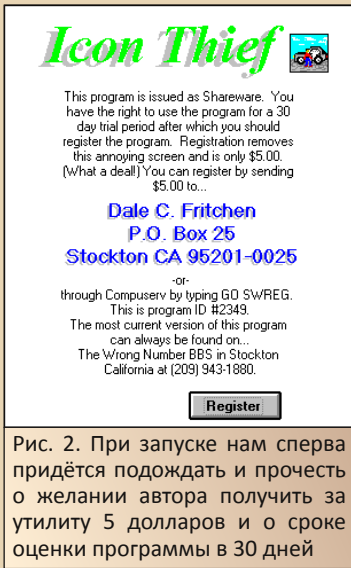 Icon Thief
This program is issued as Shareware. You
have the right to use the program for a 30
day trial period after which you should
register the program. Registration removes
this annoying screen and is only $5.00.
(What a deal!) You can register by sending
$5.00 to...
Dale C. Fritchen
P.O. Box 25
Stockton CA 95201-0025
-or-
through Compuserv by typing GO SWREG.
This is program ID #2349.
The most current version of this program
can always be found on...
The Wrong Number BBS in Stockton
California at (209) 943-1880.
Register
Рис. 2. При запуске нам сперва
придётся подождать и прочесть
о желании автора получить за
утилиту 5 долларов и о сроке
оценки программы в 30 дней